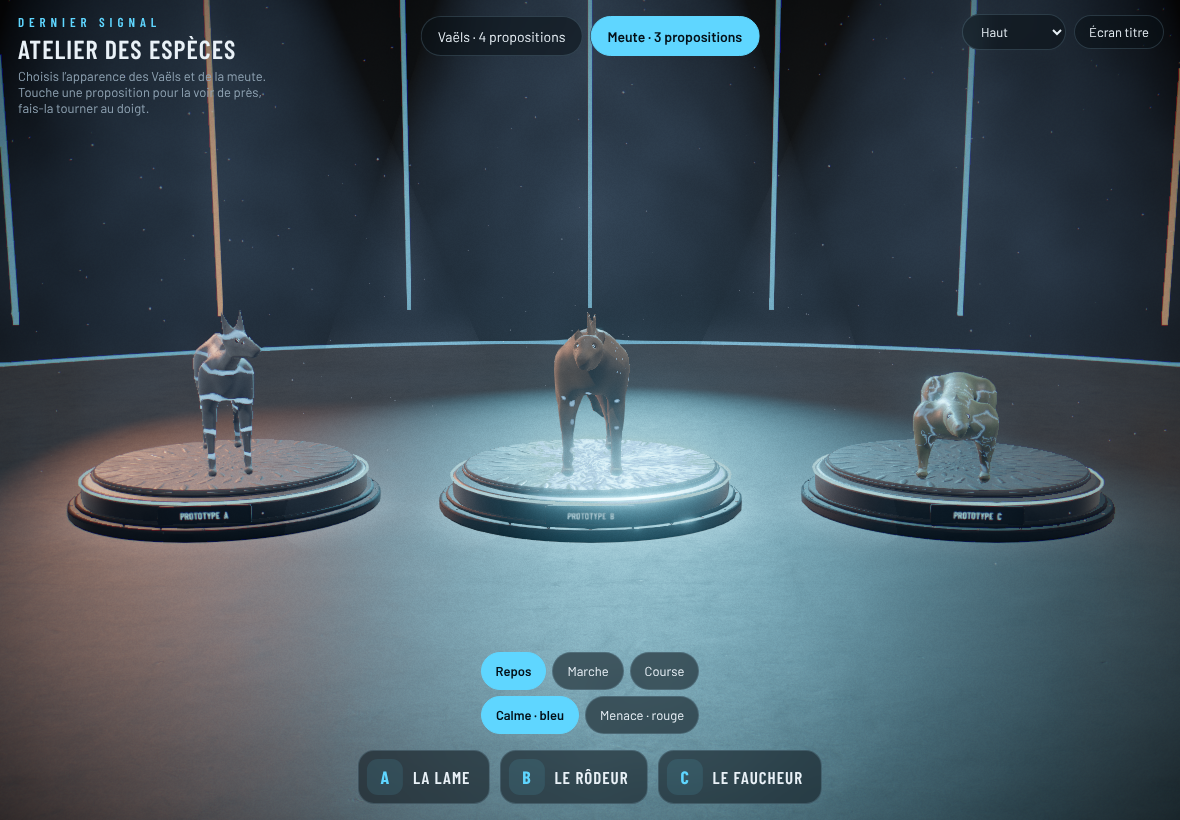 DERNIER SIGNAL
ATELIER DES ESPÈCES
Choisis l'apparence des Vaëls et de la meute.
Touche une proposition pour la voir de près,
fais-la tourner au doigt.
Vaëls · 4 propositions
Meute · 3 propositions
Haut
Écran titre
PROTOTYPE A
PROTOTYPE B
PROTOTYPE C
Repos
Marche
Course
Calme · bleu
Menace · rouge
A LA LAME
B LE RÔDEUR
C LE FAUCHEUR